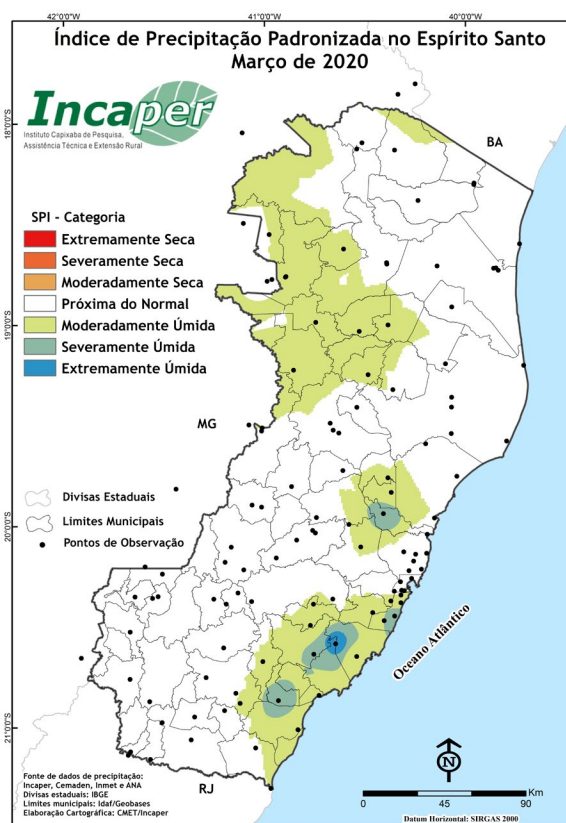 42°0'0"W
41°0'0"W
40°0'0"W
Índice de Precipitação Padronizada no Espírito Santo
Março de 2020
Incaper
Instituto Capixaba de Pesquisa,
Assistência Técnica e Extensão Rural
18°0'0"S
BA
SPI - Categoria
Extremamente Seca
Severamente Seca
Moderadamente Seca
Próxima do Normal
Moderadamente Úmida
Severamente Úmida
Extremamente Úmida
19°0'0"S
MG
Divisas Estaduais
Limites Municipais
Pontos de Observação
20°0'0"S
Oceano Atlântico
21°0'0"S
Fonte de dados de precipitação:
Incaper, Cemaden, Inmet e ANA
Divisas estaduais: IBGE
Limites municipais: Idaf/Geobases
Elaboração Cartográfica: CMET/Incaper
RJ
N
Km
0
45
90
Datum Horizontal: SIRGAS 2000